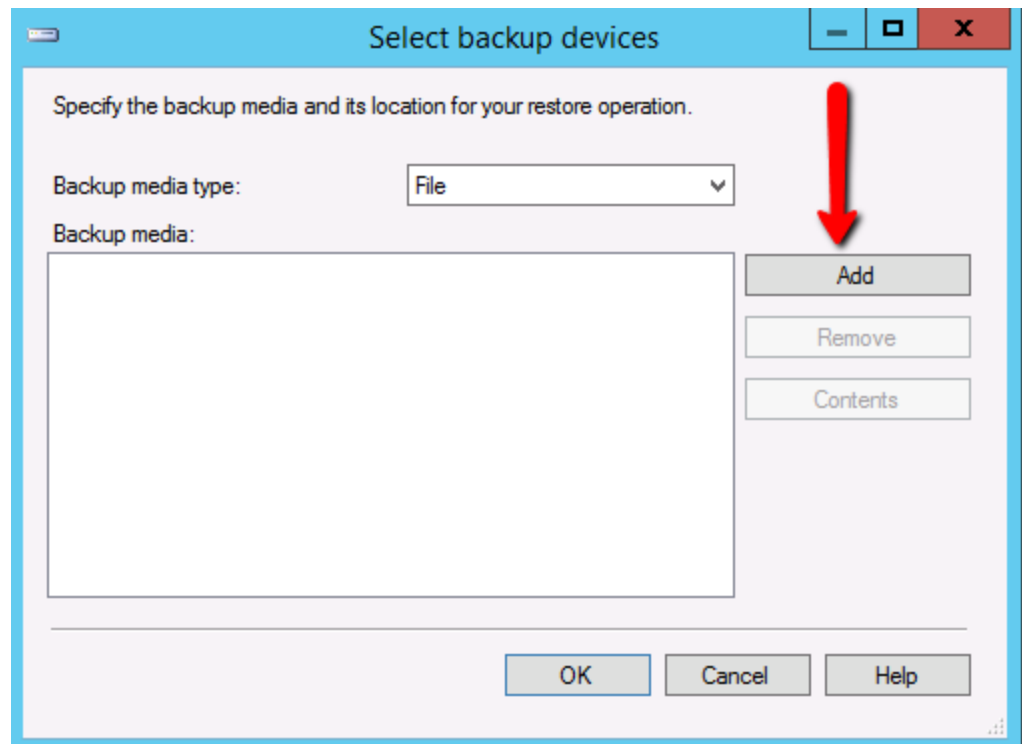 Select backup devices
Specify the backup media and its location for your restore operation.
Backup media type:
File
Backup media:
Add
Remove
Contents
OK
Cancel
Help